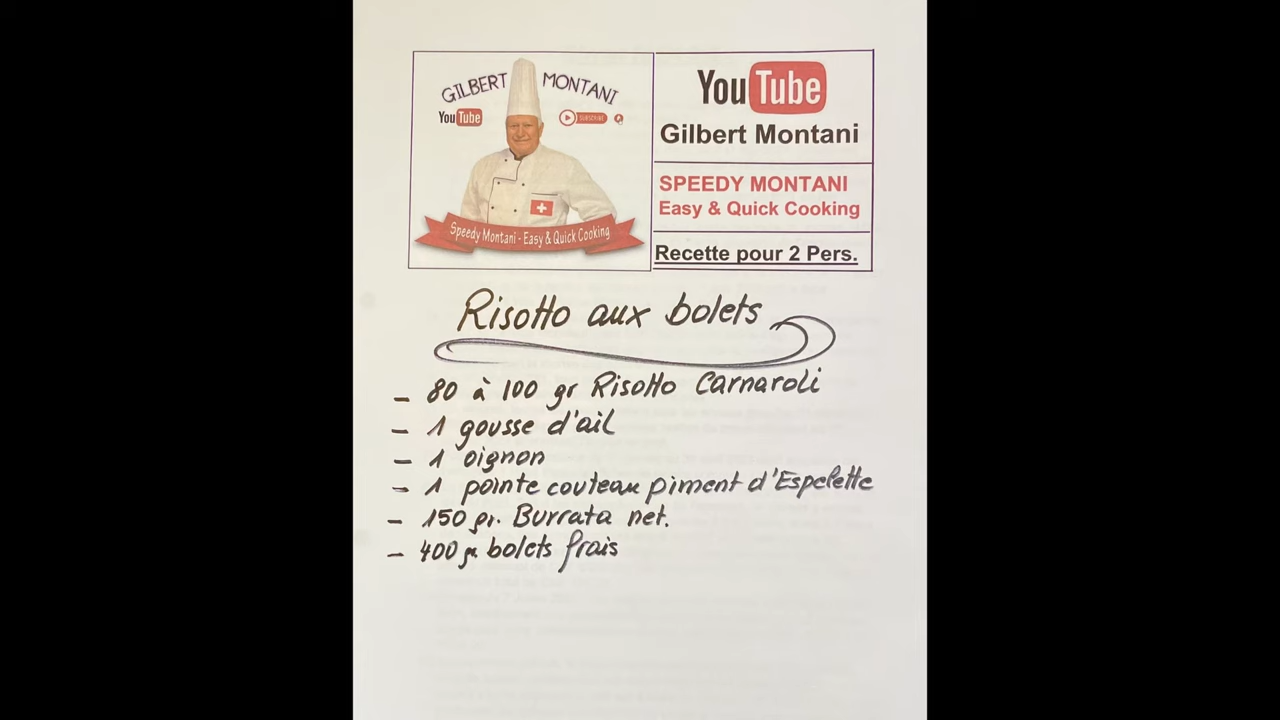 GILBERT MONTANI
YouTube
SUBSCRIBE
Speedy Montani - Easy & Quick Cooking
YouTube
Gilbert Montani
SPEEDY MONTANI
Easy & Quick Cooking
Recette pour 2 Pers.
Risotto aux bolets
- 80 à 100 gr Risotto Carnaroli
- 1 gousse d'ail
- 1 oignon
- 1 pointe couteau piment d'Espelette
- 150 gr. Burrata net.
- 400 gr bolets frais